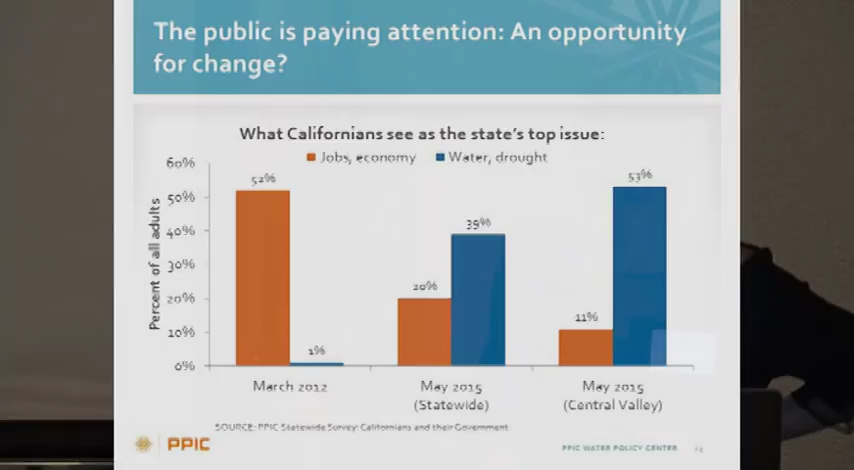 The public is paying attention: An opportunity
for change?
What Californians see as the state's top issue:
Jobs, economy Water, drought
Percent of all adults
60%
50%
40%
30%
20%
10%
0%
52%
1%
20%
39%
11%
53%
March 2012
May 2015
(Statewide)
May 2015
(Central Valley)
SOURCE: PPIC Statewide Survey: Californians and their Government
PPIC
PPIC WATER POLICY CENTER